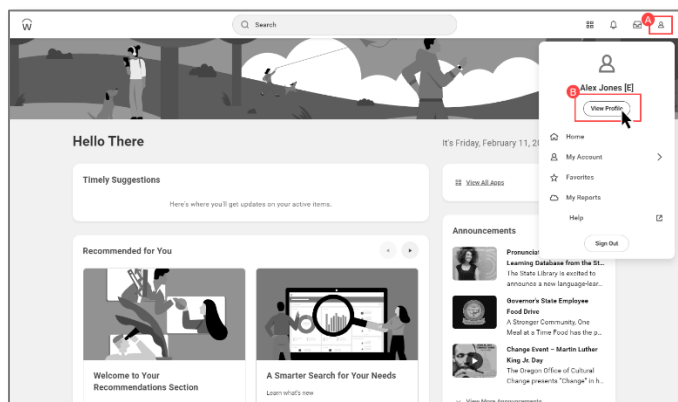 W
Search
A
Alex Jones [E]
B
View Profile
Home
My Account
Favorites
My Reports
Help
Sign Out
Hello There
It's Friday, February 11, 2
Timely Suggestions
Here's where you'll get updates on your active items.
View All Apps
Recommended for You
Welcome to Your
Recommendations Section
A Smarter Search for Your Needs
Learn what's new
Announcements
Pronunciat
Learning Database from the St...
The State Library is excited to
announce a new language-lear...
Governor's State Employee
Food Drive
A Stronger Community, One
Meal at a Time Food has the p...
Change Event – Martin Luther
King Jr. Day
The Oregon Office of Cultural
Change presents "Change" in h...
View More Announcements